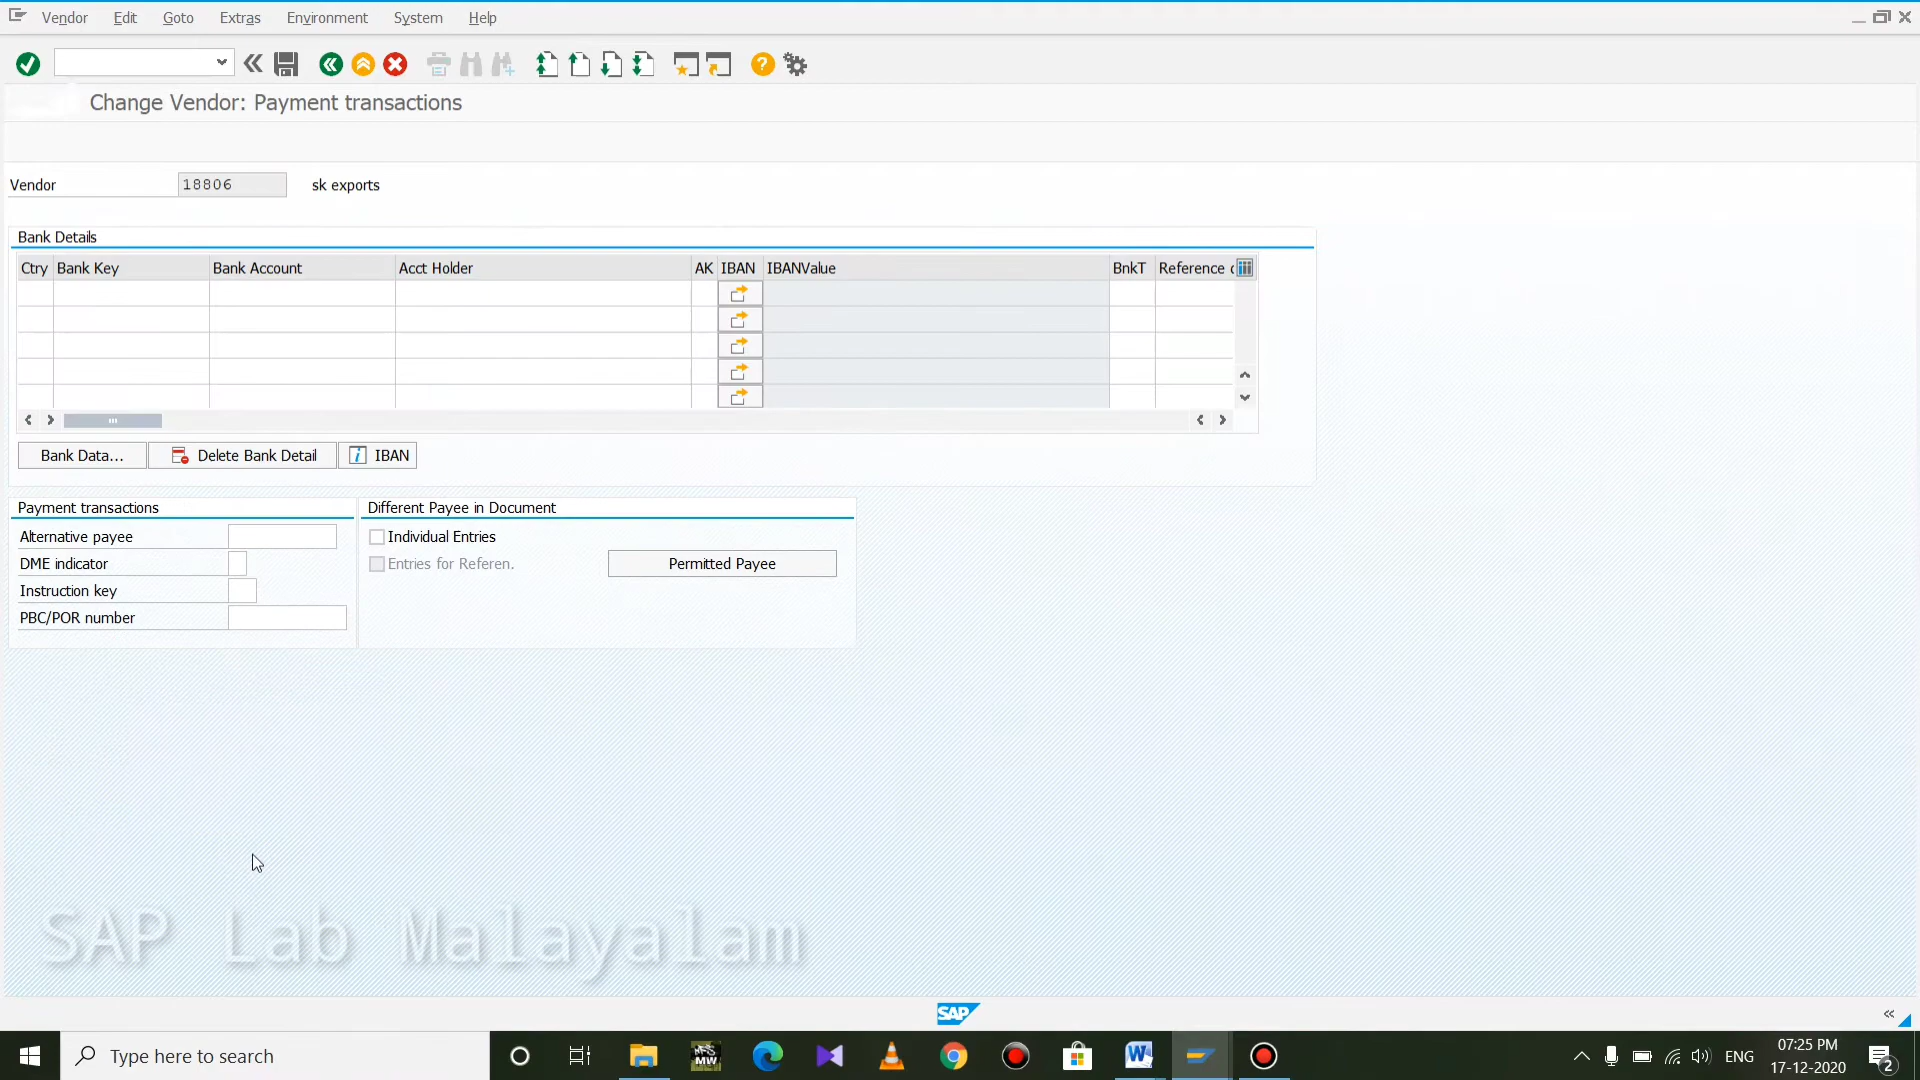 Vendor Edit Goto Extras Environment System Help
Change Vendor: Payment transactions
Vendor 18806 sk exports
Bank Details
Ctry Bank Key Bank Account Acct Holder AK IBAN IBANValue BnkT Reference
Bank Data... Delete Bank Detail IBAN
Payment transactions
Alternative payee
DME indicator
Instruction key
PBC/POR number
Different Payee in Document
Individual Entries
Entries for Referen. Permitted Payee
SAP Lab Malayalam
SAP
Type here to search
MW
ENG
07:25 PM
17-12-2020
2